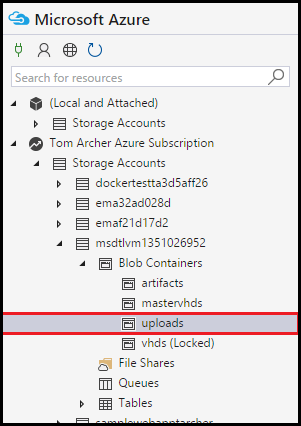 Microsoft Azure
Search for resources
(Local and Attached)
Storage Accounts
Tom Archer Azure Subscription
Storage Accounts
dockertestta3d5aff26
ema32ad028d
emaf21d17d2
msdtlvm1351026952
Blob Containers
artifacts
mastervhds
uploads
vhds (Locked)
File Shares
Queues
Tables